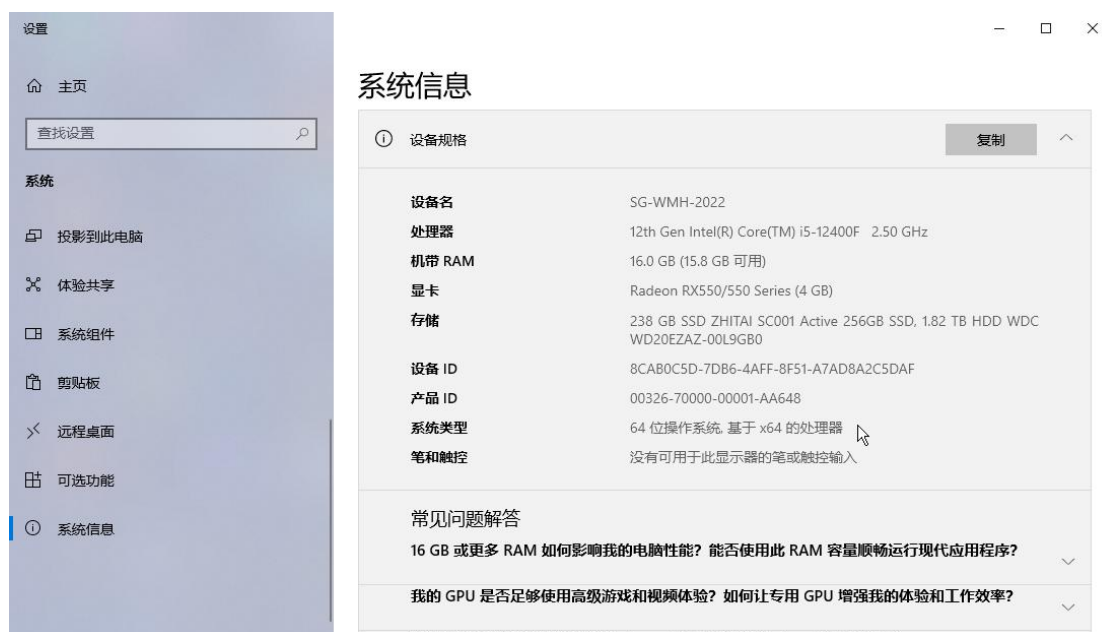 设置
主页
查找设置
系统
投影到此电脑
体验共享
系统组件
剪贴板
远程桌面
可选功能
系统信息
系统信息
设备规格
复制
设备名 SG-WMH-2022
处理器 12th Gen Intel(R) Core(TM) i5-12400F 2.50 GHz
机带 RAM 16.0 GB (15.8 GB 可用)
显卡 Radeon RX550/550 Series (4 GB)
存储 238 GB SSD ZHITAI SC001 Active 256GB SSD, 1.82 TB HDD WDC
WD20EZAZ-00L9GB0
设备 ID 8CAB0C5D-7DB6-4AFF-8F51-A7AD8A2C5DAF
产品 ID 00326-70000-00001-AA648
系统类型 64 位操作系统, 基于 x64 的处理器
笔和触控 没有可用于此显示器的笔或触控输入
常见问题解答
16 GB 或更多 RAM 如何影响我的电脑性能？能否使用此 RAM 容量顺畅运行现代应用程序？
我的 GPU 是否足够使用高级游戏和视频体验？如何让专用 GPU 增强我的体验和工作效率？